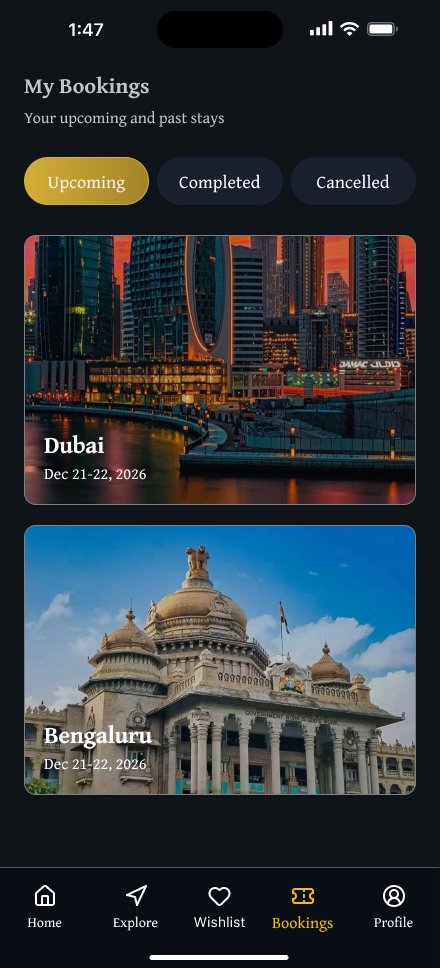 1:47
My Bookings
Your upcoming and past stays
Upcoming Completed Cancelled
DAMAC
Dubai
Dec 21-22, 2026
Bengaluru
Dec 21-22, 2026
Home Explore Wishlist Bookings Profile